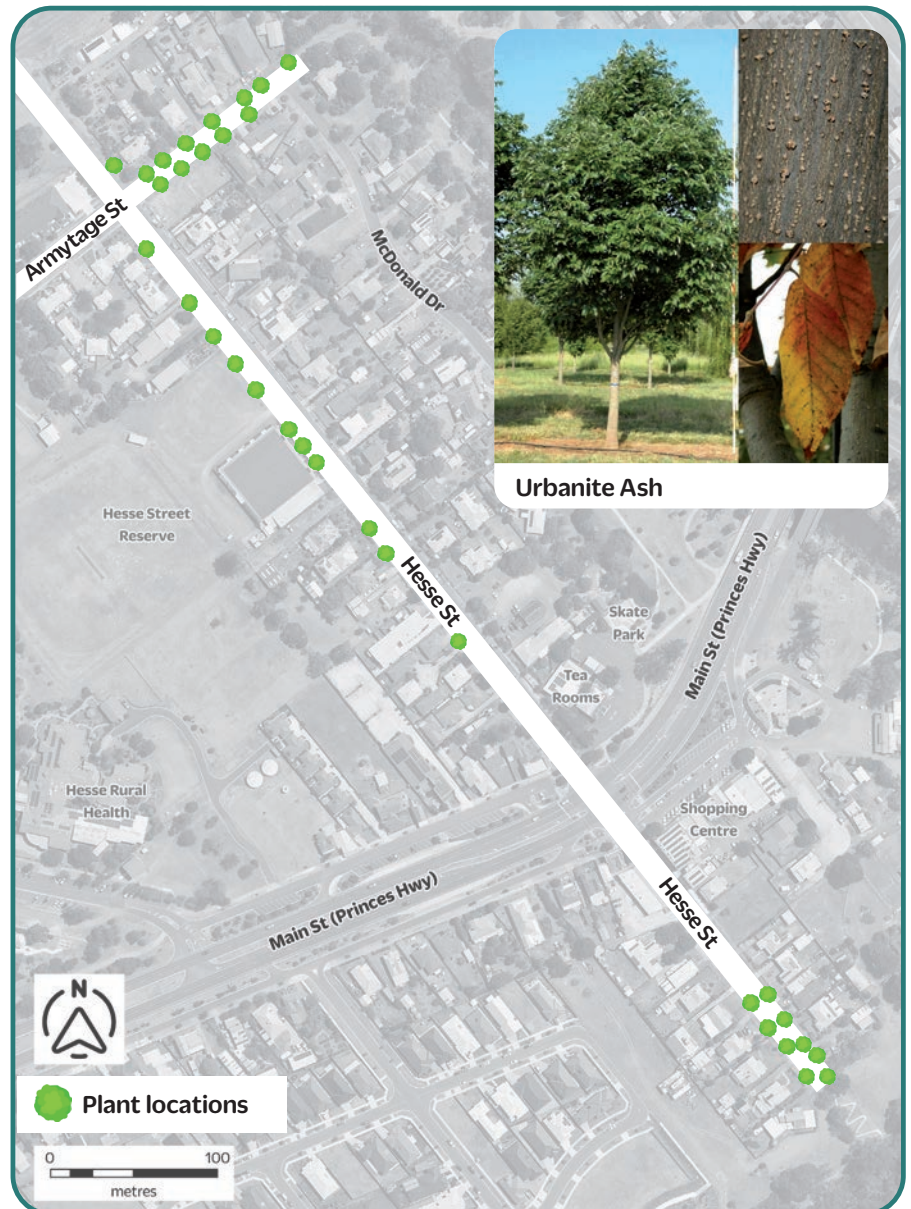 Urbanite Ash
Armytage St
McDonald Dr
Hesse Street
Reserve
Hesse St
Skate
Park
Main St (Princes Hwy)
Tea
Rooms
Hesse Rural
Health
Shopping
Centre
Main St (Princes Hwy)
Hesse St
N
Plant locations
0 100
metres